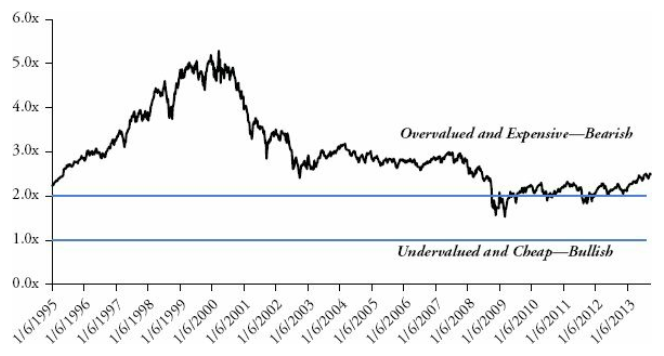 6.0x
5.0x
4.0x
3.0x
2.0x
1.0x
0.0x
Overvalued and Expensive—Bearish
Undervalued and Cheap—Bullish
1/6/1995
1/6/1996
1/6/1997
1/6/1998
1/6/1999
1/6/2000
1/6/2001
1/6/2002
1/6/2003
1/6/2004
1/6/2005
1/6/2006
1/6/2007
1/6/2008
1/6/2009
1/6/2010
1/6/2011
1/6/2012
1/6/2013